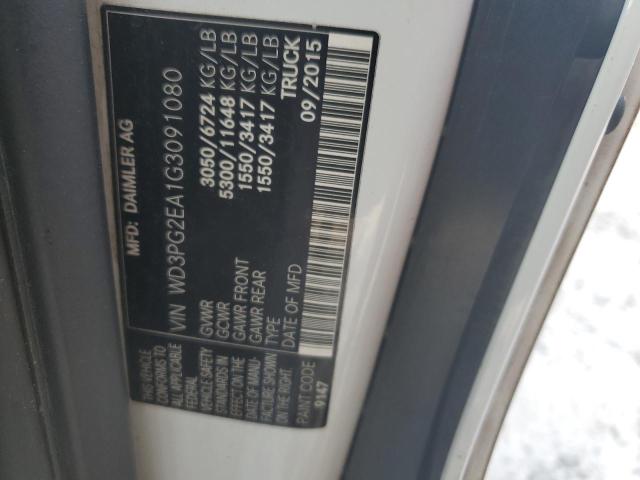 MFD: DAIMLER AG
VIN WD3PG2EA1G3091080
GVWR 3050/6724 KG/LB
GCWR 5300/11648 KG/LB
GAWR FRONT 1550/3417 KG/LB
GAWR REAR 1550/3417 KG/LB
TYPE TRUCK
DATE OF MFD 09/2015
THIS VEHICLE
CONFORMS TO
ALL APPLICABLE
FEDERAL
VEHICLE SAFETY
STANDARDS IN
EFFECT ON THE
DATE OF MANU-
FACTURE SHOWN
ON THE RIGHT.
PAINT CODE
9147